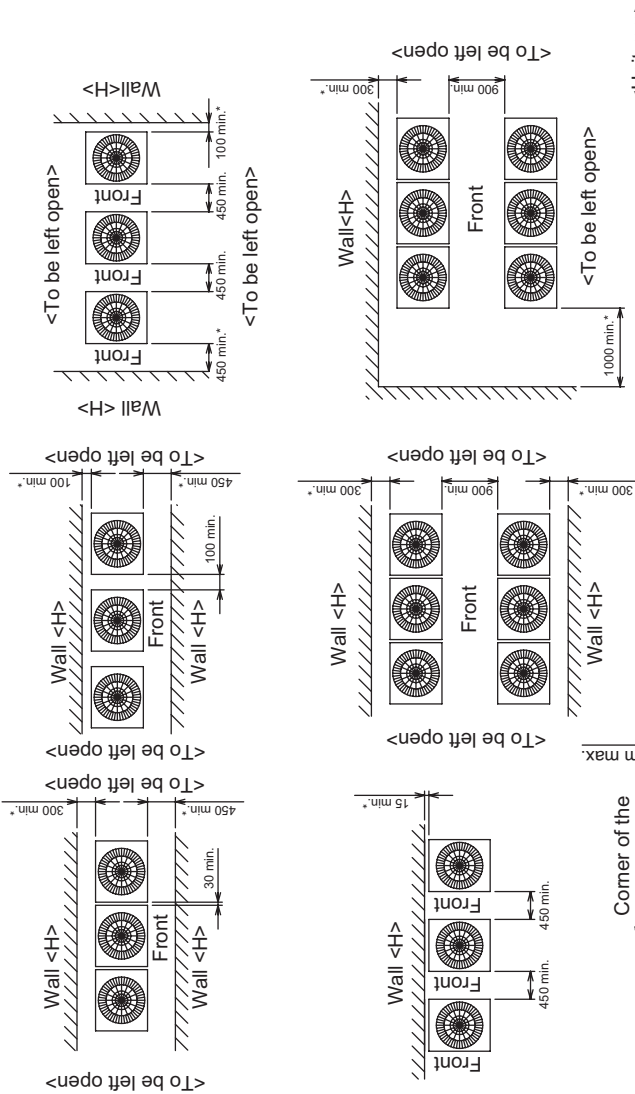 <To be left open>
Wall <H>
Wall<H>
Front
Front
Front
450 min.*
450 min.
450 min.
100 min.*
<To be left open>
Wall<H>
300 min.*
900 min.
<To be left open>
Front
1000 min.*
<To be left open>
Wall <H>
100 min.*
<To be left open>
<To be left open>
Front
100 min.
450 min.*
Wall <H>
Wall <H>
300 min.*
900 min.
300 min.*
<To be left open>
<To be left open>
Front
Wall <H>
Wall <H>
300 min.*
<To be left open>
<To be left open>
Front
30 min.
450 min.*
Wall <H>
Wall <H>
15 min.*
Front
Front
Front
450 min.
450 min.
m max.
Corner of the